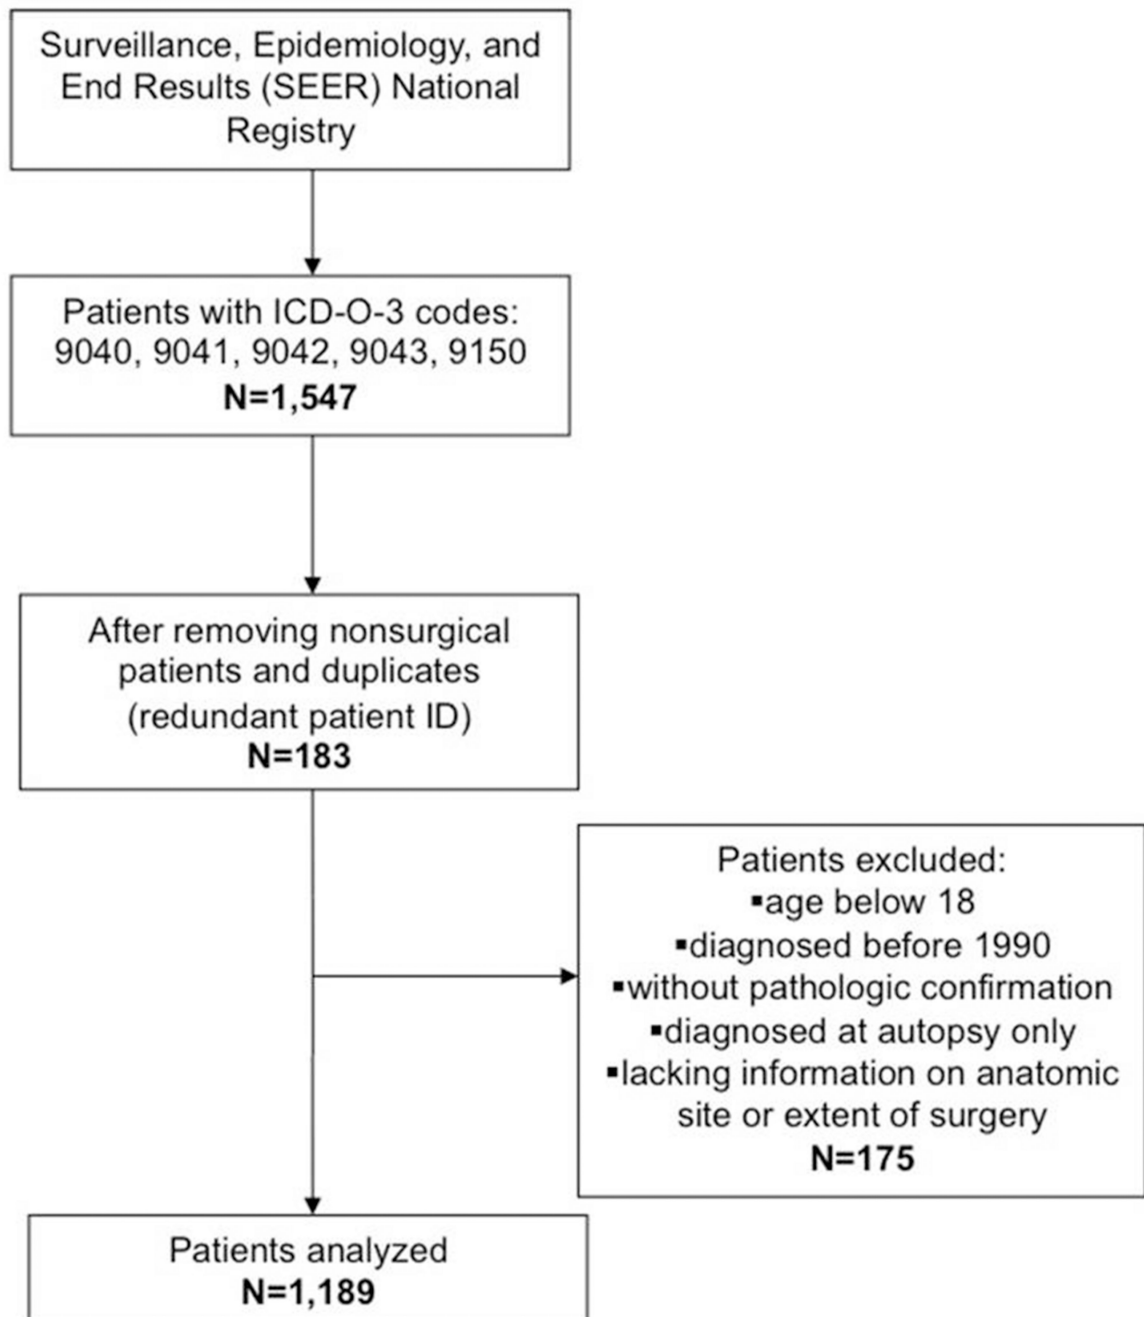 Surveillance, Epidemiology, and
End Results (SEER) National
Registry
Patients with ICD-O-3 codes:
9040, 9041, 9042, 9043, 9150
N=1,547
After removing nonsurgical
patients and duplicates
(redundant patient ID)
N=183
Patients excluded:
▪age below 18
▪diagnosed before 1990
▪without pathologic confirmation
▪diagnosed at autopsy only
▪lacking information on anatomic
site or extent of surgery
N=175
Patients analyzed
N=1,189